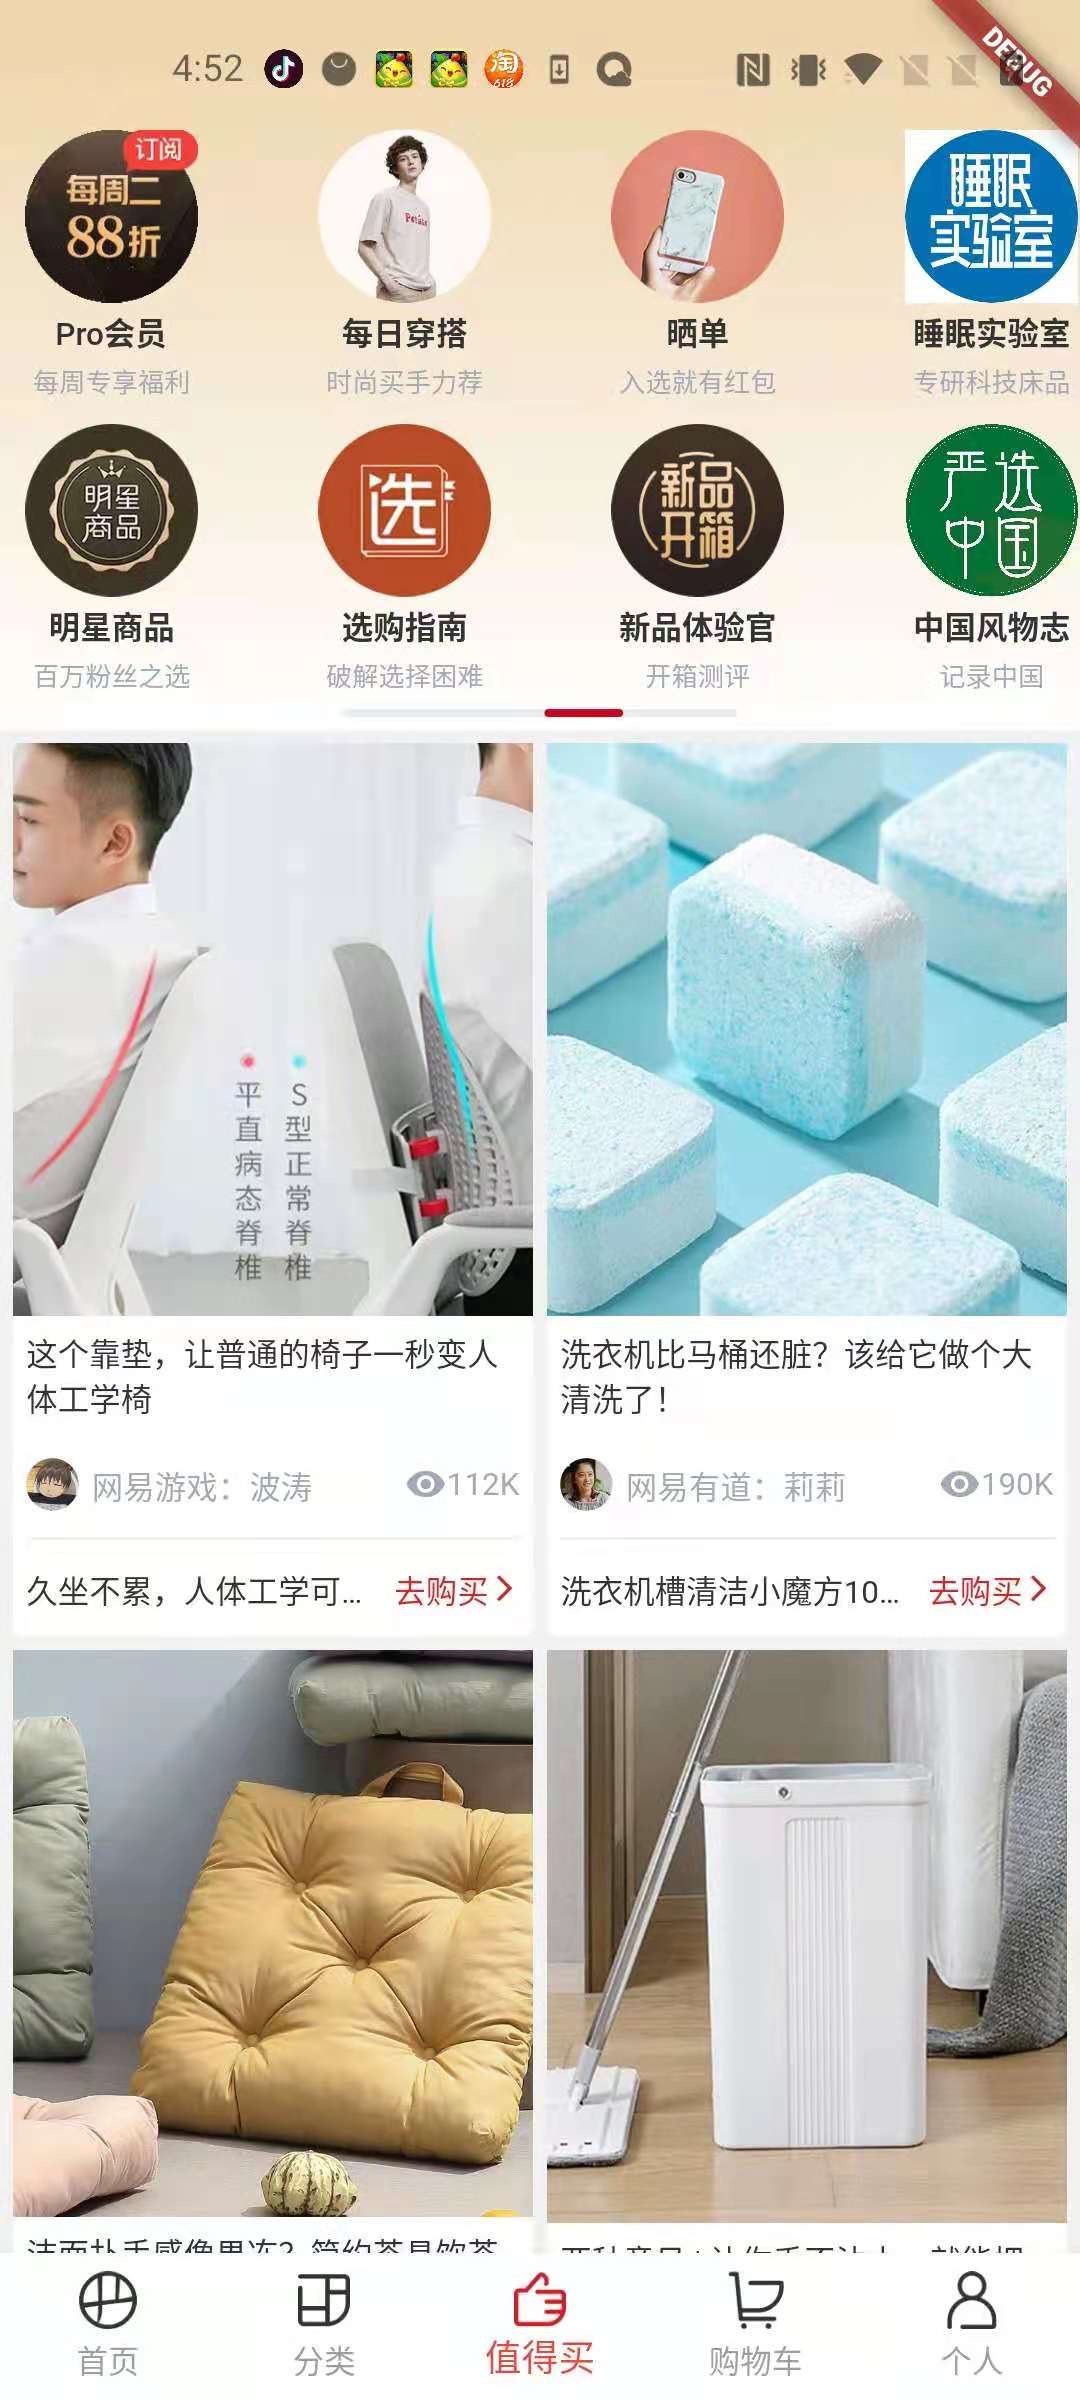 4:52
DEBUG
订阅
每周二
88折
睡眠
实验室
Pro会员
每日穿搭
晒单
睡眠实验室
每周专享福利
时尚买手力荐
入选就有红包
专研科技床品
明星
商品
选
新品
开箱
严选
中国
明星商品
选购指南
新品体验官
中国风物志
百万粉丝之选
破解选择困难
开箱测评
记录中国
平直病态脊椎
S型正常脊椎
这个靠垫，让普通的椅子一秒变人
体工学椅
网易游戏：波涛
112K
久坐不累，人体工学可...
去购买
洗衣机比马桶还脏？该给它做个大
清洗了！
网易有道：莉莉
190K
洗衣机槽清洁小魔方10...
去购买
首页
分类
值得买
购物车
个人